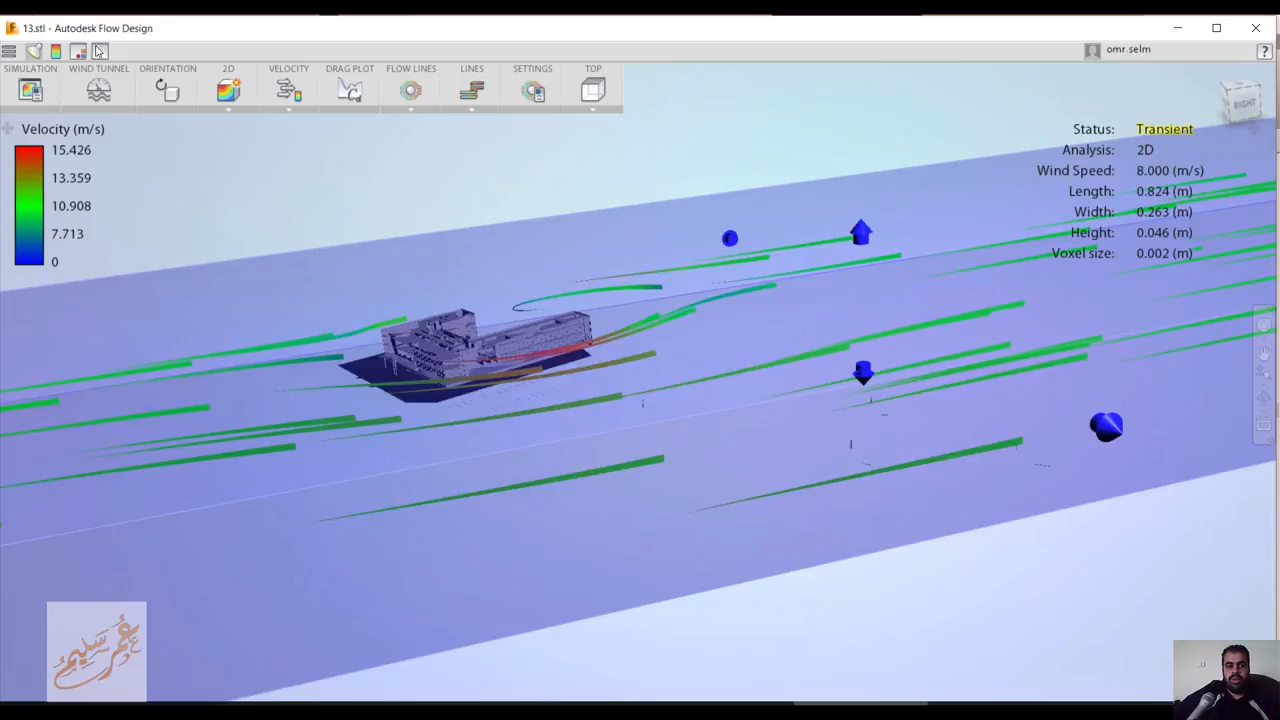 13.stl - Autodesk Flow Design
omr.selm
?
SIMULATION WIND TUNNEL ORIENTATION 2D VELOCITY DRAG PLOT FLOW LINES LINES SETTINGS TOP
RIGHT
Velocity (m/s)
15.426
13.359
10.908
7.713
0
Status: Transient
Analysis: 2D
Wind Speed: 8.000 (m/s)
Length: 0.824 (m)
Width: 0.263 (m)
Height: 0.046 (m)
Voxel size: 0.002 (m)
عُمَر سَلِيم